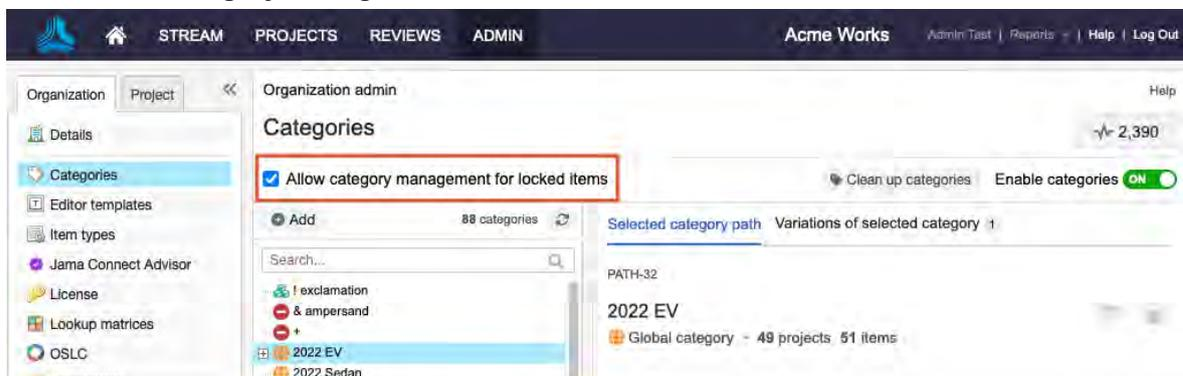 STREAM PROJECTS REVIEWS ADMIN Acme Works Admin Test | Reports | Help | Log Out
Organization Project
Organization admin Help
Details
Categories 2,390
Categories
Allow category management for locked items Clean up categories Enable categories ON
Editor templates
Add 88 categories Selected category path Variations of selected category 1
Item types
Jama Connect Advisor
Search...
PATH-32
License
! exclamation
& ampersand
2022 EV
Lookup matrices
+
Global category - 49 projects 51 items
OSLC
2022 EV
2022 Sedan